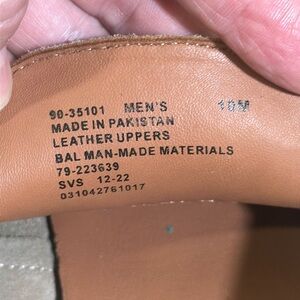 90-35101 MEN'S 10M
MADE IN PAKISTAN
LEATHER UPPERS
BAL MAN-MADE MATERIALS
79-223639
SVS 12-22
031042761017